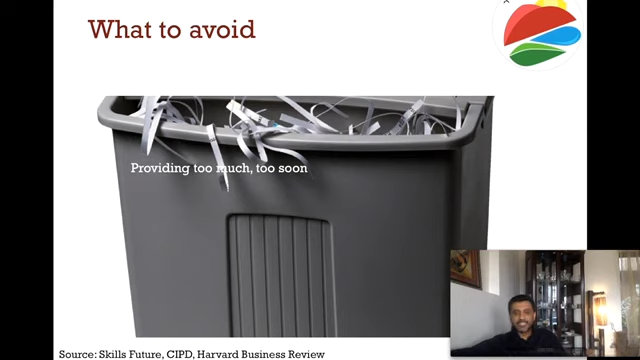 What to avoid
Providing too much, too soon
Source: Skills Future, CIPD, Harvard Business Review